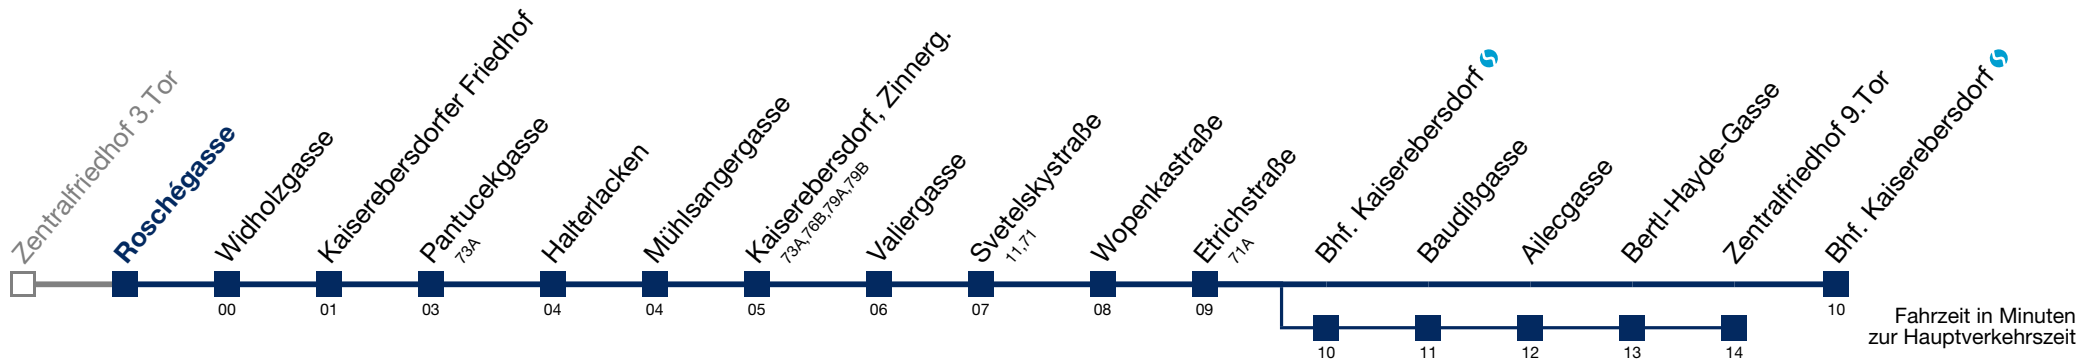 Zentralfriedhof 3.Tor
Roschégasse
Widholzgasse
Kaiserebersdorfer Friedhof
Pantucekgasse
73A
Halterlacken
Mühlsangergasse
Kaiserebersdorf, Zinnerg.
73A,76B,79A,79B
Valiergasse
Svetelskystraße
11,71
Wopenkastraße
Etrichstraße
71A
Bhf. Kaiserebersdorf
Baudißgasse
Ailecgasse
Bertl-Hayde-Gasse
Zentralfriedhof 9.Tor
Bhf. Kaiserebersdorf
00 01 03 04 04 05 06 07 08 09 10
10 11 12 13 14
Fahrzeit in Minuten
zur Hauptverkehrszeit